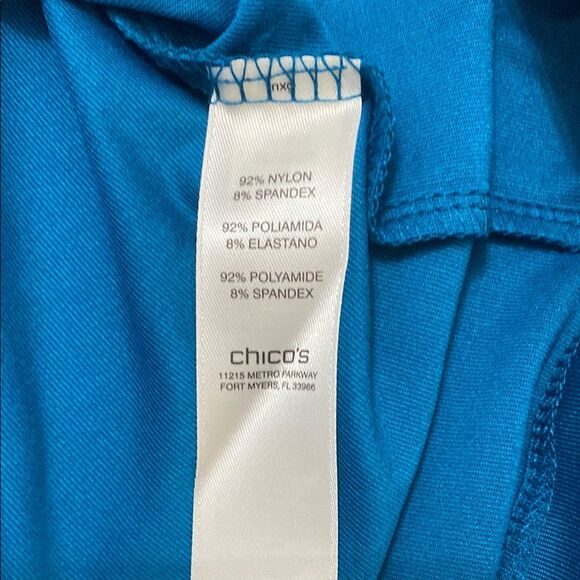 92% NYLON
8% SPANDEX
92% POLIAMIDA
8% ELASTANO
92% POLYAMIDE
8% SPANDEX
chico's
11215 METRO PARKWAY
FORT MYERS, FL 33966